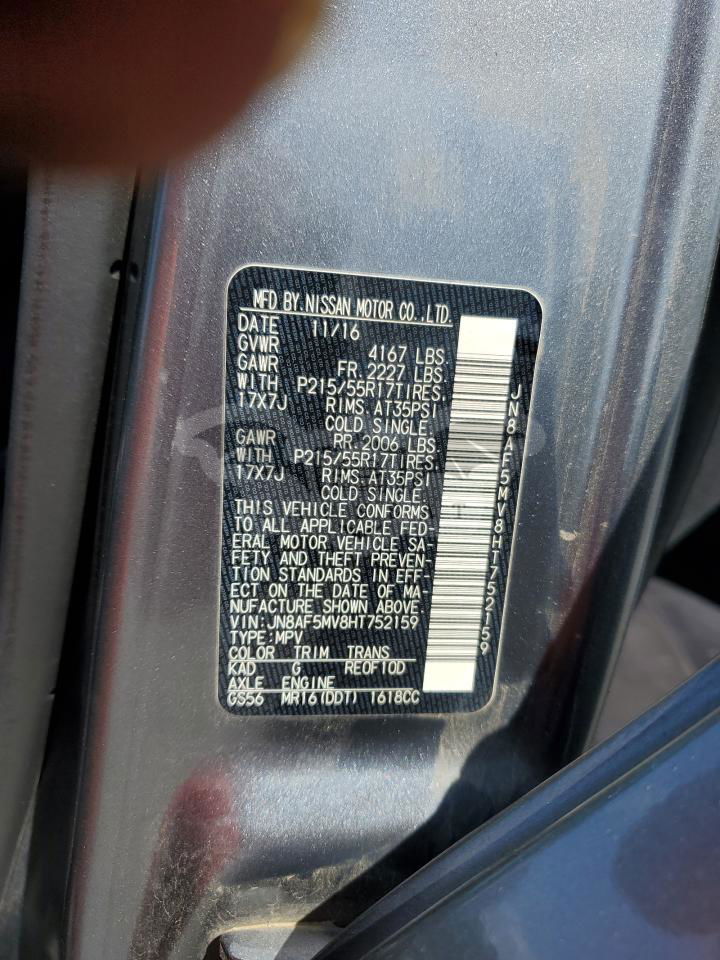 MFD.BY.NISSAN MOTOR CO.,LTD.
DATE 11/16
GVWR 4167 LBS.
GAWR FR.2227 LBS.
WITH P215/55R17TIRES.
17X7J RIMS.AT35PSI
COLD SINGLE.
GAWR RR.2006 LBS.
WITH P215/55R17TIRES.
17X7J RIMS.AT35PSI
COLD SINGLE.
THIS VEHICLE CONFORMS
TO ALL APPLICABLE FED-
ERAL MOTOR VEHICLE SA-
FETY AND THEFT PREVEN-
TION STANDARDS IN EFF-
ECT ON THE DATE OF MA-
NUFACTURE SHOWN ABOVE.
VIN:JN8AF5MV8HT752159
TYPE:MPV
COLOR TRIM TRANS
KAD G RE0F10D
AXLE ENGINE
GS56 MR16(DDT) 1618CC
JN8AF5MV8HT752159